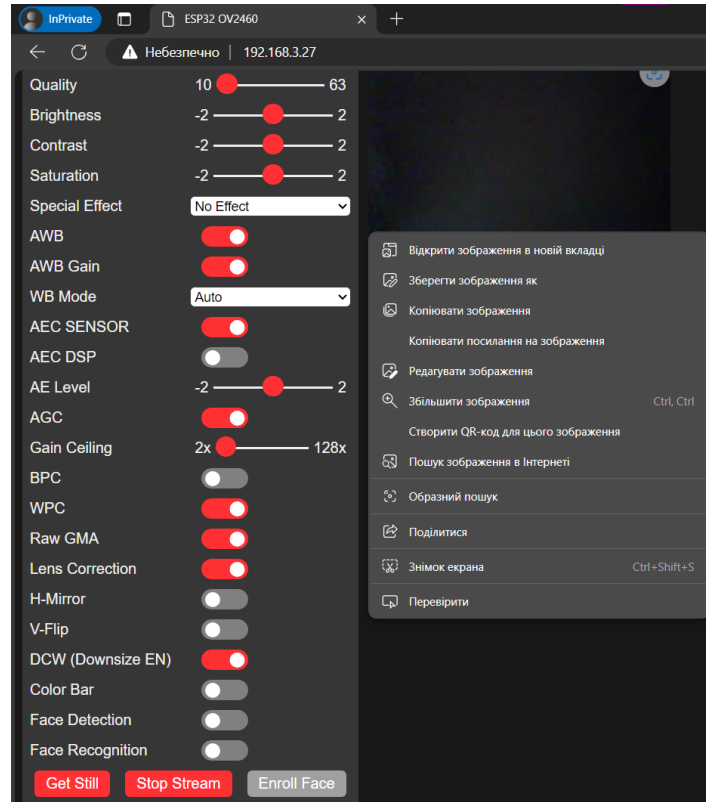 InPrivate
ESP32 OV2460
Небезпечно | 192.168.3.27
Quality 10 63
Brightness -2 2
Contrast -2 2
Saturation -2 2
Special Effect No Effect
AWB
AWB Gain
WB Mode Auto
AEC SENSOR
AEC DSP
AE Level -2 2
AGC
Gain Ceiling 2x 128x
BPC
WPC
Raw GMA
Lens Correction
H-Mirror
V-Flip
DCW (Downsize EN)
Color Bar
Face Detection
Face Recognition
Get Still Stop Stream Enroll Face
Відкрити зображення в новій вкладці
Зберегти зображення як
Копіювати зображення
Копіювати посилання на зображення
Редагувати зображення
Збільшити зображення Ctrl, Ctrl
Створити QR-код для цього зображення
Пошук зображення в Інтернеті
Образний пошук
Поділитися
Знімок екрана Ctrl+Shift+S
Перевірити